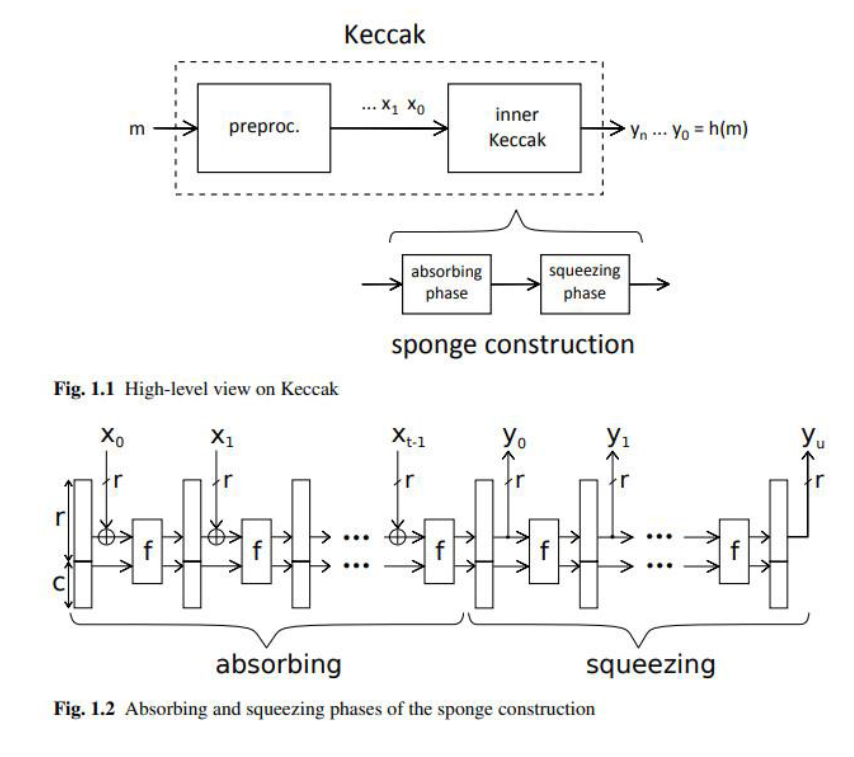 Keccak
m
preproc.
... x₁ x₀
inner
Keccak
yₙ ... y₀ = h(m)
absorbing
phase
squeezing
phase
sponge construction
Fig. 1.1 High-level view on Keccak
x₀
x₁
xₜ₋₁
y₀
y₁
yᵤ
r
r
r
r
r
r
r
f
f
...
f
f
...
f
...
...
c
absorbing
squeezing
Fig. 1.2 Absorbing and squeezing phases of the sponge construction